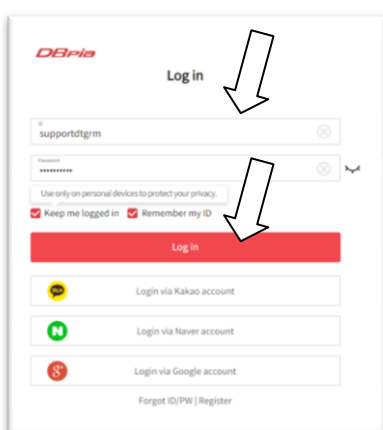 DBpia
Log in
Id
supportdtgrm
Password
••••••••••
Use only on personal devices to protect your privacy.
Keep me logged in Remember my ID
Log in
TALK
Login via Kakao account
N
Login via Naver account
g+
Login via Google account
Forgot ID/PW | Register